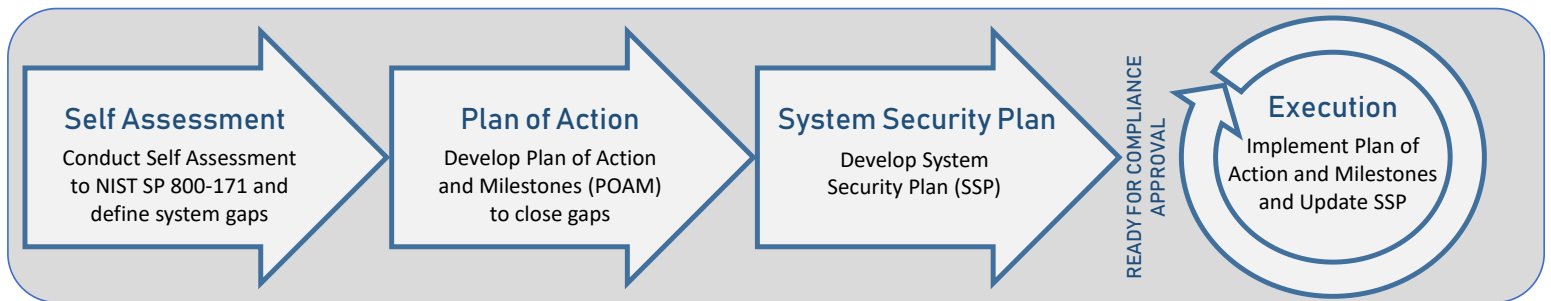 Self Assessment
Conduct Self Assessment
to NIST SP 800-171 and
define system gaps
Plan of Action
Develop Plan of Action
and Milestones (POAM)
to close gaps
System Security Plan
Develop System
Security Plan (SSP)
READY FOR COMPLIANCE
APPROVAL
Execution
Implement Plan of
Action and Milestones
and Update SSP